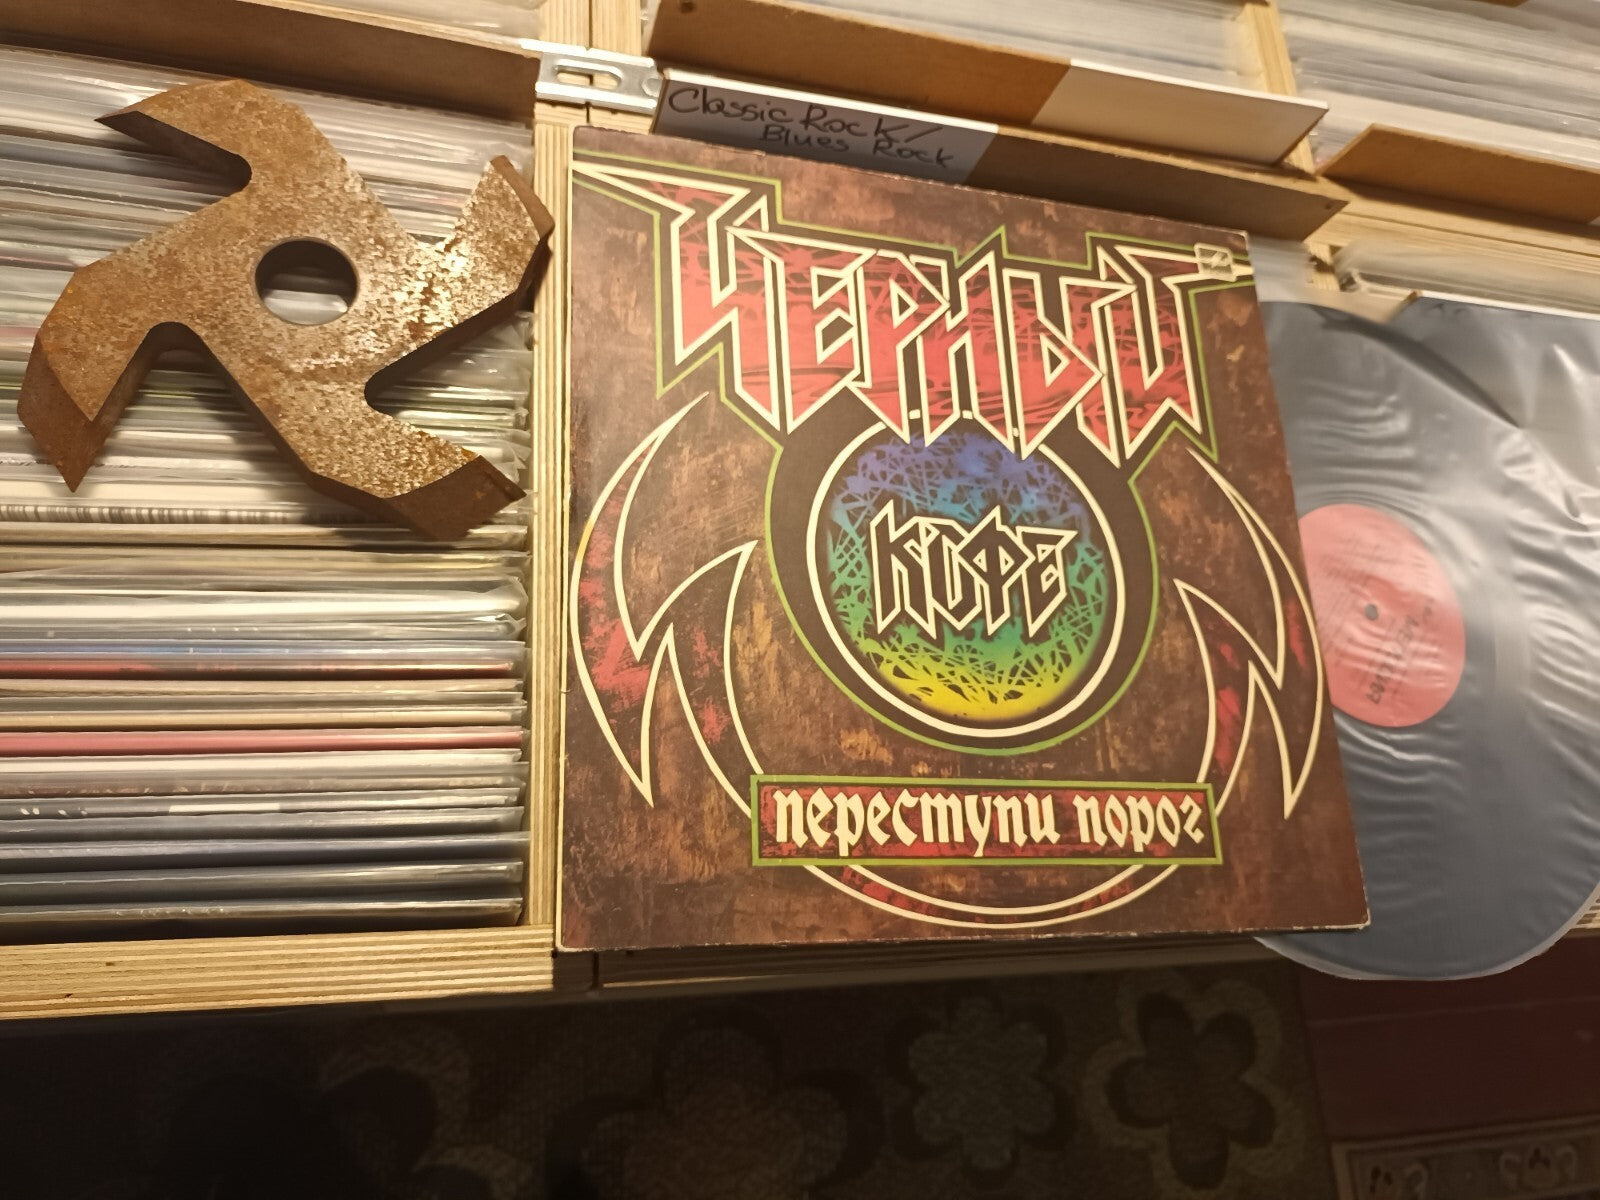 Classic Rock/
Blues Rock
ЧЕРНЫЙ
КОФЕ
переступи порог